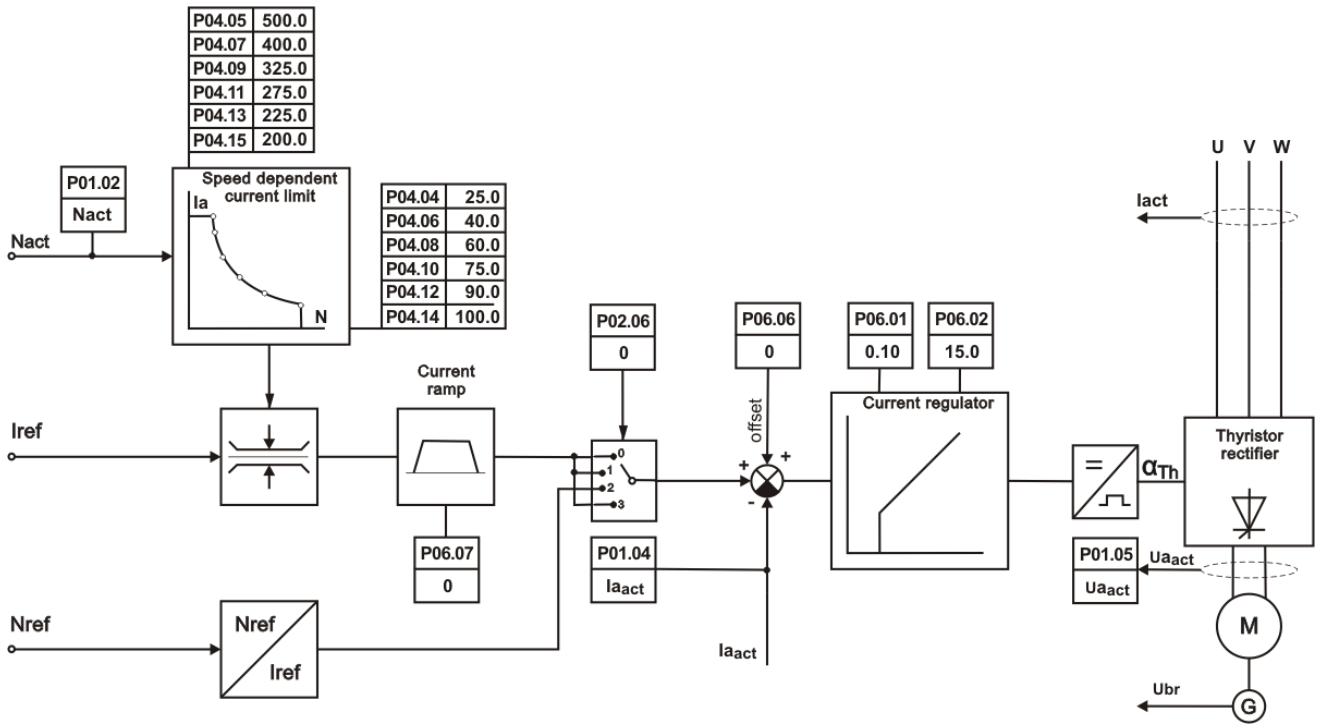 P04.05 500.0
P04.07 400.0
P04.09 325.0
P04.11 275.0
P04.13 225.0
P04.15 200.0
P01.02
Nact
Nact
Speed dependent
current limit
Ia
N
P04.04 25.0
P04.06 40.0
P04.08 60.0
P04.10 75.0
P04.12 90.0
P04.14 100.0
U V W
Iact
Iref
Current
ramp
P06.07
0
P02.06
0
0
1
2
3
P06.06
0
offset
+
+
-
P01.04
Iaact
Iaact
P06.01
0.10
P06.02
15.0
Current regulator
=
αTh
Thyristor
rectifier
P01.05
Uaact
Uaact
M
Ubr
G
Nref
Nref
Iref